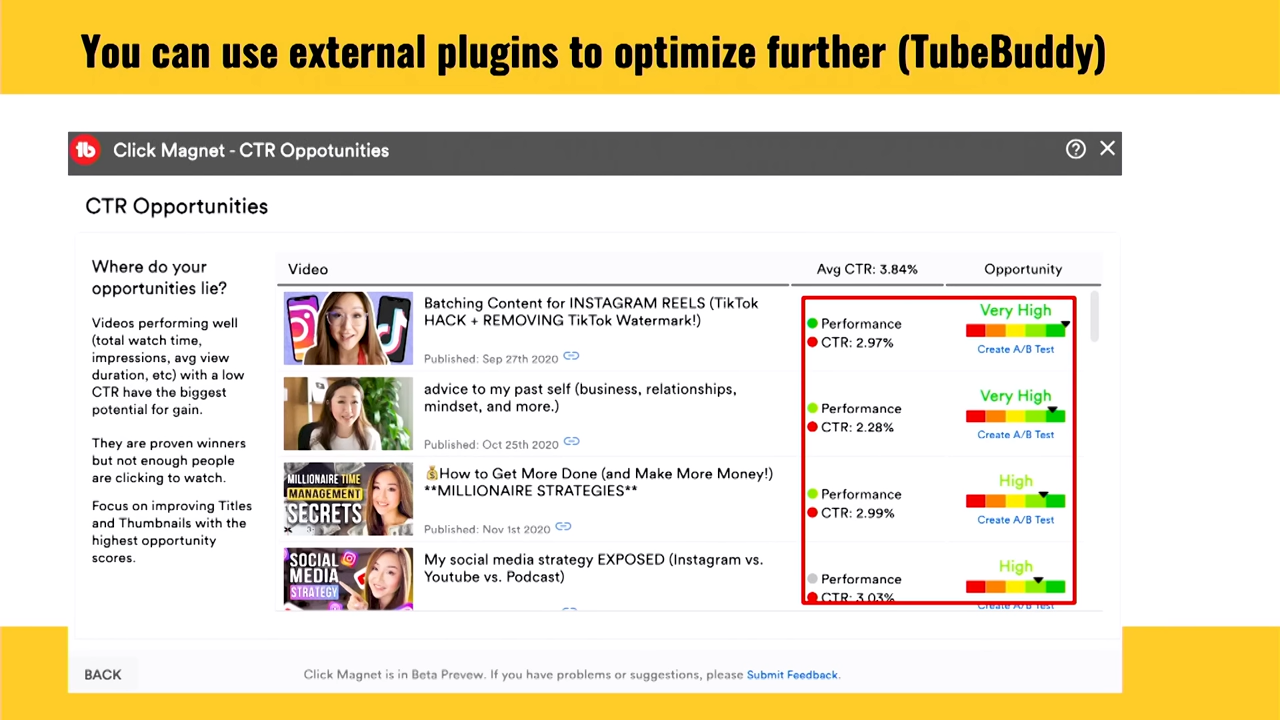 You can use external plugins to optimize further (TubeBuddy)
tb Click Magnet - CTR Oppotunities
CTR Opportunities
Where do your
opportunities lie?
Videos performing well
(total watch time,
impressions, avg view
duration, etc) with a low
CTR have the biggest
potential for gain.
They are proven winners
but not enough people
are clicking to watch.
Focus on improving Titles
and Thumbnails with the
highest opportunity
scores.
Video
Avg CTR: 3.84%
Opportunity
Batching Content for INSTAGRAM REELS (TikTok
HACK + REMOVING TikTok Watermark!)
Published: Sep 27th 2020
Performance
CTR: 2.97%
Very High
Create A/B Test
advice to my past self (business, relationships,
mindset, and more.)
Published: Oct 25th 2020
Performance
CTR: 2.28%
Very High
Create A/B Test
MILLIONAIRE TIME
MANAGEMENT
SECRETS
💰How to Get More Done (and Make More Money!)
**MILLIONAIRE STRATEGIES**
Published: Nov 1st 2020
Performance
CTR: 2.99%
High
Create A/B Test
SOCIAL
MEDIA
STRATEGY
My social media strategy EXPOSED (Instagram vs.
Youtube vs. Podcast)
Performance
CTR: 3.03%
High
Create A/B Test
BACK
Click Magnet is in Beta Prevew. If you have problems or suggestions, please Submit Feedback.